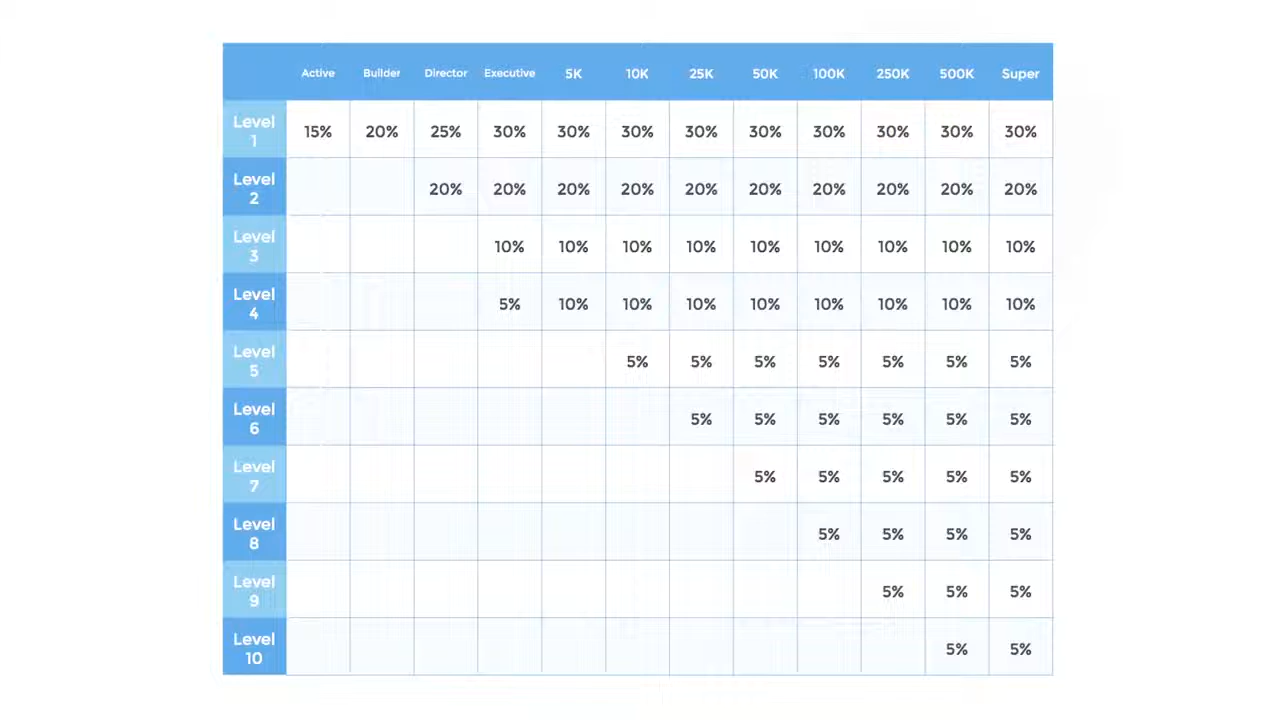 Active Builder Director Executive 5K 10K 25K 50K 100K 250K 500K Super
Level 1 15% 20% 25% 30% 30% 30% 30% 30% 30% 30% 30% 30%
Level 2 20% 20% 20% 20% 20% 20% 20% 20% 20% 20%
Level 3 10% 10% 10% 10% 10% 10% 10% 10% 10%
Level 4 5% 10% 10% 10% 10% 10% 10% 10% 10%
Level 5 5% 5% 5% 5% 5% 5% 5%
Level 6 5% 5% 5% 5% 5% 5%
Level 7 5% 5% 5% 5% 5%
Level 8 5% 5% 5% 5%
Level 9 5% 5% 5%
Level 10 5% 5%